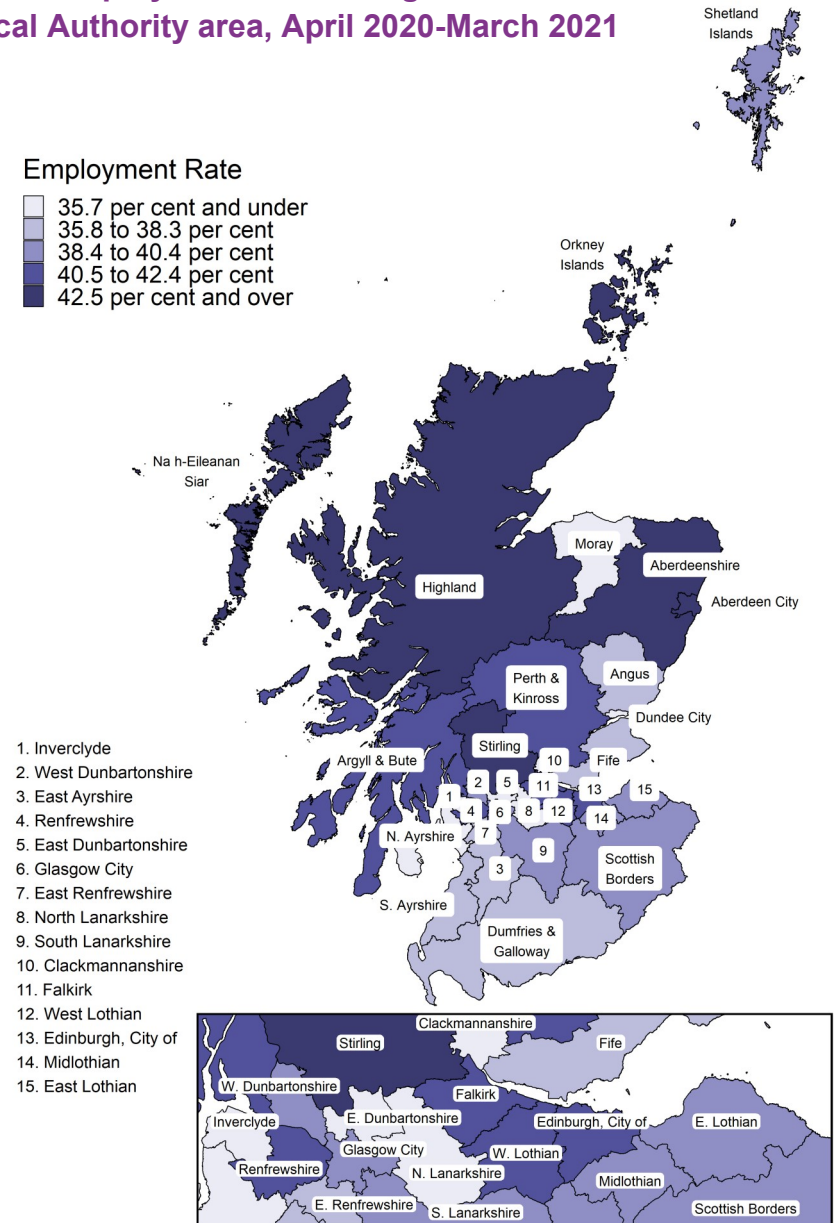 cal Authority area, April 2020-March 2021
Shetland
Islands
Employment Rate
35.7 per cent and under
35.8 to 38.3 per cent
38.4 to 40.4 per cent
40.5 to 42.4 per cent
42.5 per cent and over
Orkney
Islands
Na h-Eileanan
Siar
Moray
Aberdeenshire
Highland
Aberdeen City
Perth &
Kinross
Angus
Dundee City
Stirling
Argyll & Bute
10
Fife
2
5
11
13
15
1
4
6
8
12
14
N. Ayrshire
7
9
3
Scottish
Borders
S. Ayrshire
Dumfries &
Galloway
1. Inverclyde
2. West Dunbartonshire
3. East Ayrshire
4. Renfrewshire
5. East Dunbartonshire
6. Glasgow City
7. East Renfrewshire
8. North Lanarkshire
9. South Lanarkshire
10. Clackmannanshire
11. Falkirk
12. West Lothian
13. Edinburgh, City of
14. Midlothian
15. East Lothian
Clackmannanshire
Stirling
Fife
W. Dunbartonshire
Falkirk
Inverclyde
E. Dunbartonshire
Edinburgh, City of
E. Lothian
Glasgow City
W. Lothian
Renfrewshire
N. Lanarkshire
Midlothian
E. Renfrewshire
S. Lanarkshire
Scottish Borders